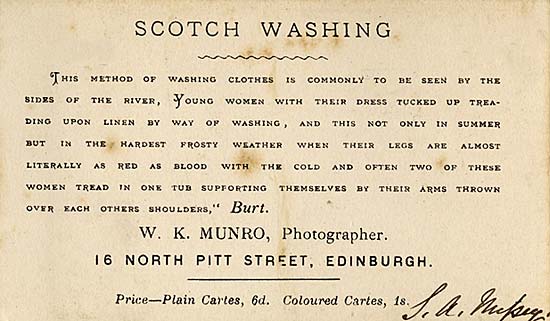 SCOTCH WASHING
THIS METHOD OF WASHING CLOTHES IS COMMONLY TO BE SEEN BY THE
SIDES OF THE RIVER, YOUNG WOMEN WITH THEIR DRESS TUCKED UP TREA-
DING UPON LINEN BY WAY OF WASHING, AND THIS NOT ONLY IN SUMMER
BUT IN THE HARDEST FROSTY WEATHER WHEN THEIR LEGS ARE ALMOST
LITERALLY AS RED AS BLOOD WITH THE COLD AND OFTEN TWO OF THESE
WOMEN TREAD IN ONE TUB SUPPORTING THEMSELVES BY THEIR ARMS THROWN
OVER EACH OTHERS SHOULDERS," Burt.
W. K. MUNRO, Photographer.
16 NORTH PITT STREET, EDINBURGH.
Price—Plain Cartes, 6d. Coloured Cartes, 1s.
S. A.